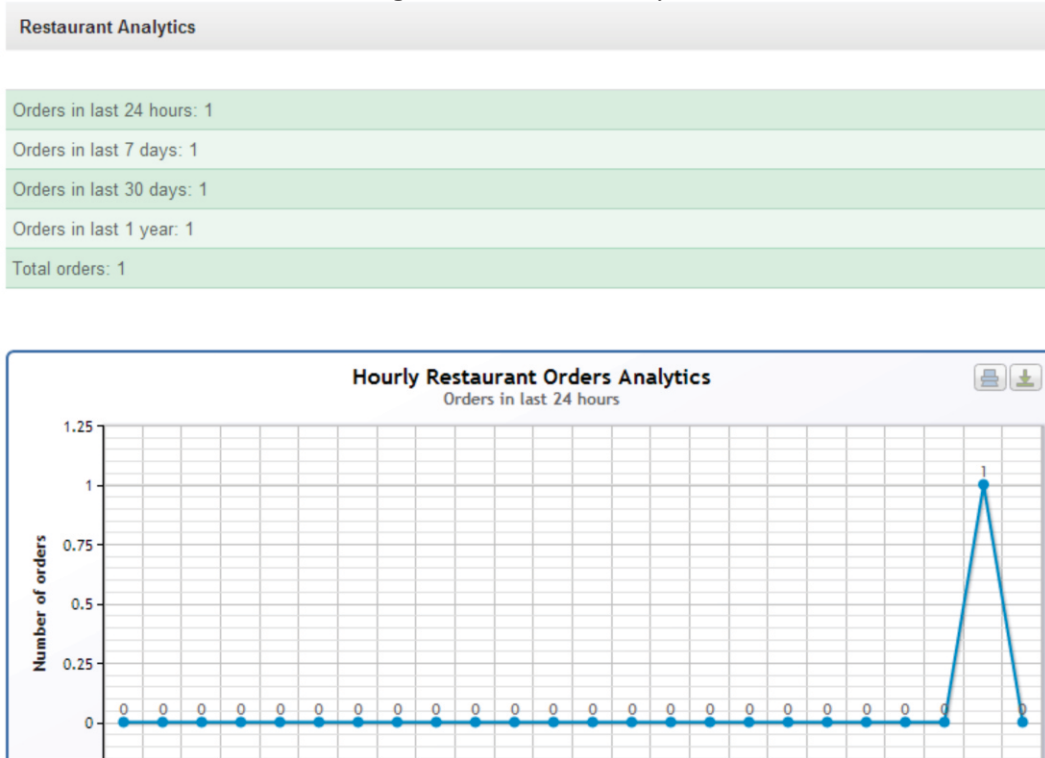 Restaurant Analytics
Orders in last 24 hours: 1
Orders in last 7 days: 1
Orders in last 30 days: 1
Orders in last 1 year: 1
Total orders: 1
Hourly Restaurant Orders Analytics
Orders in last 24 hours
Number of orders
1.25
1
1
0.75
0.5
0.25
0 0 0 0 0 0 0 0 0 0 0 0 0 0 0 0 0 0 0 0 0 0 0
0